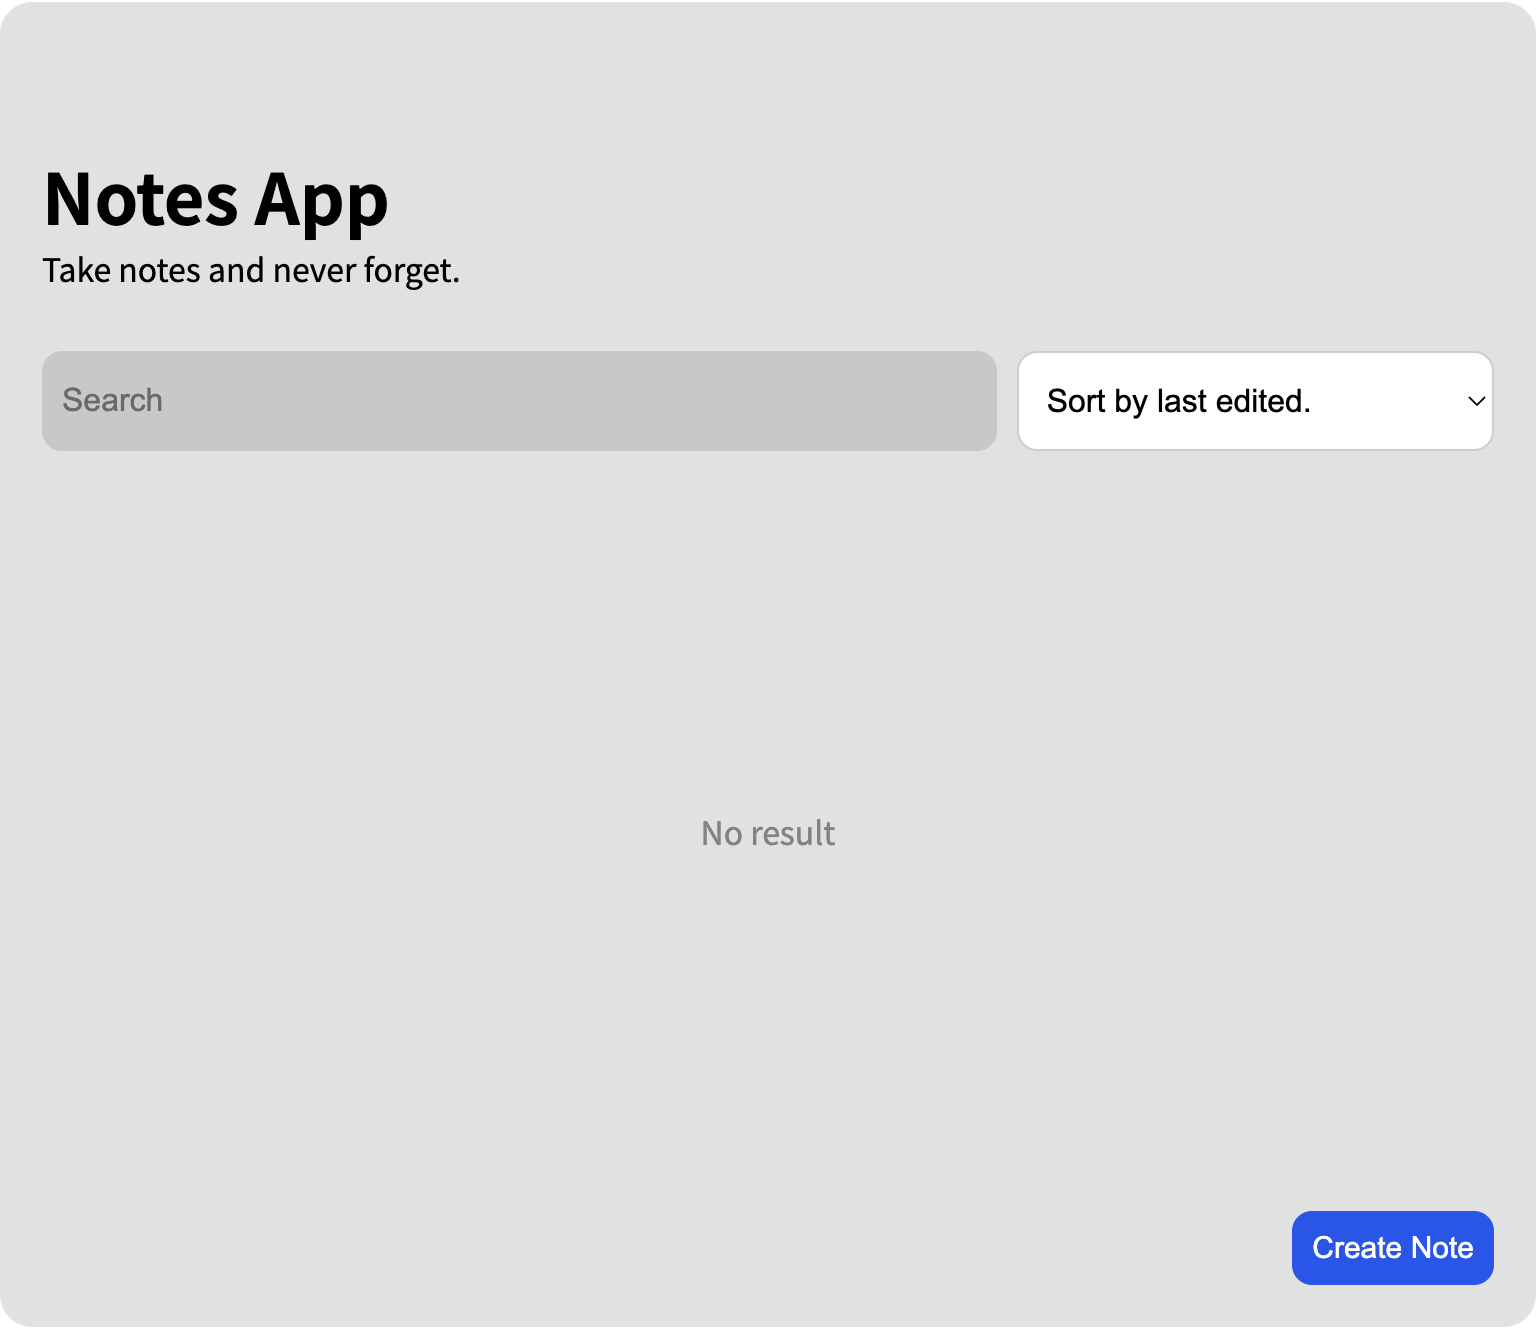 Notes App
Take notes and never forget.
Search
Sort by last edited.
No result
Create Note